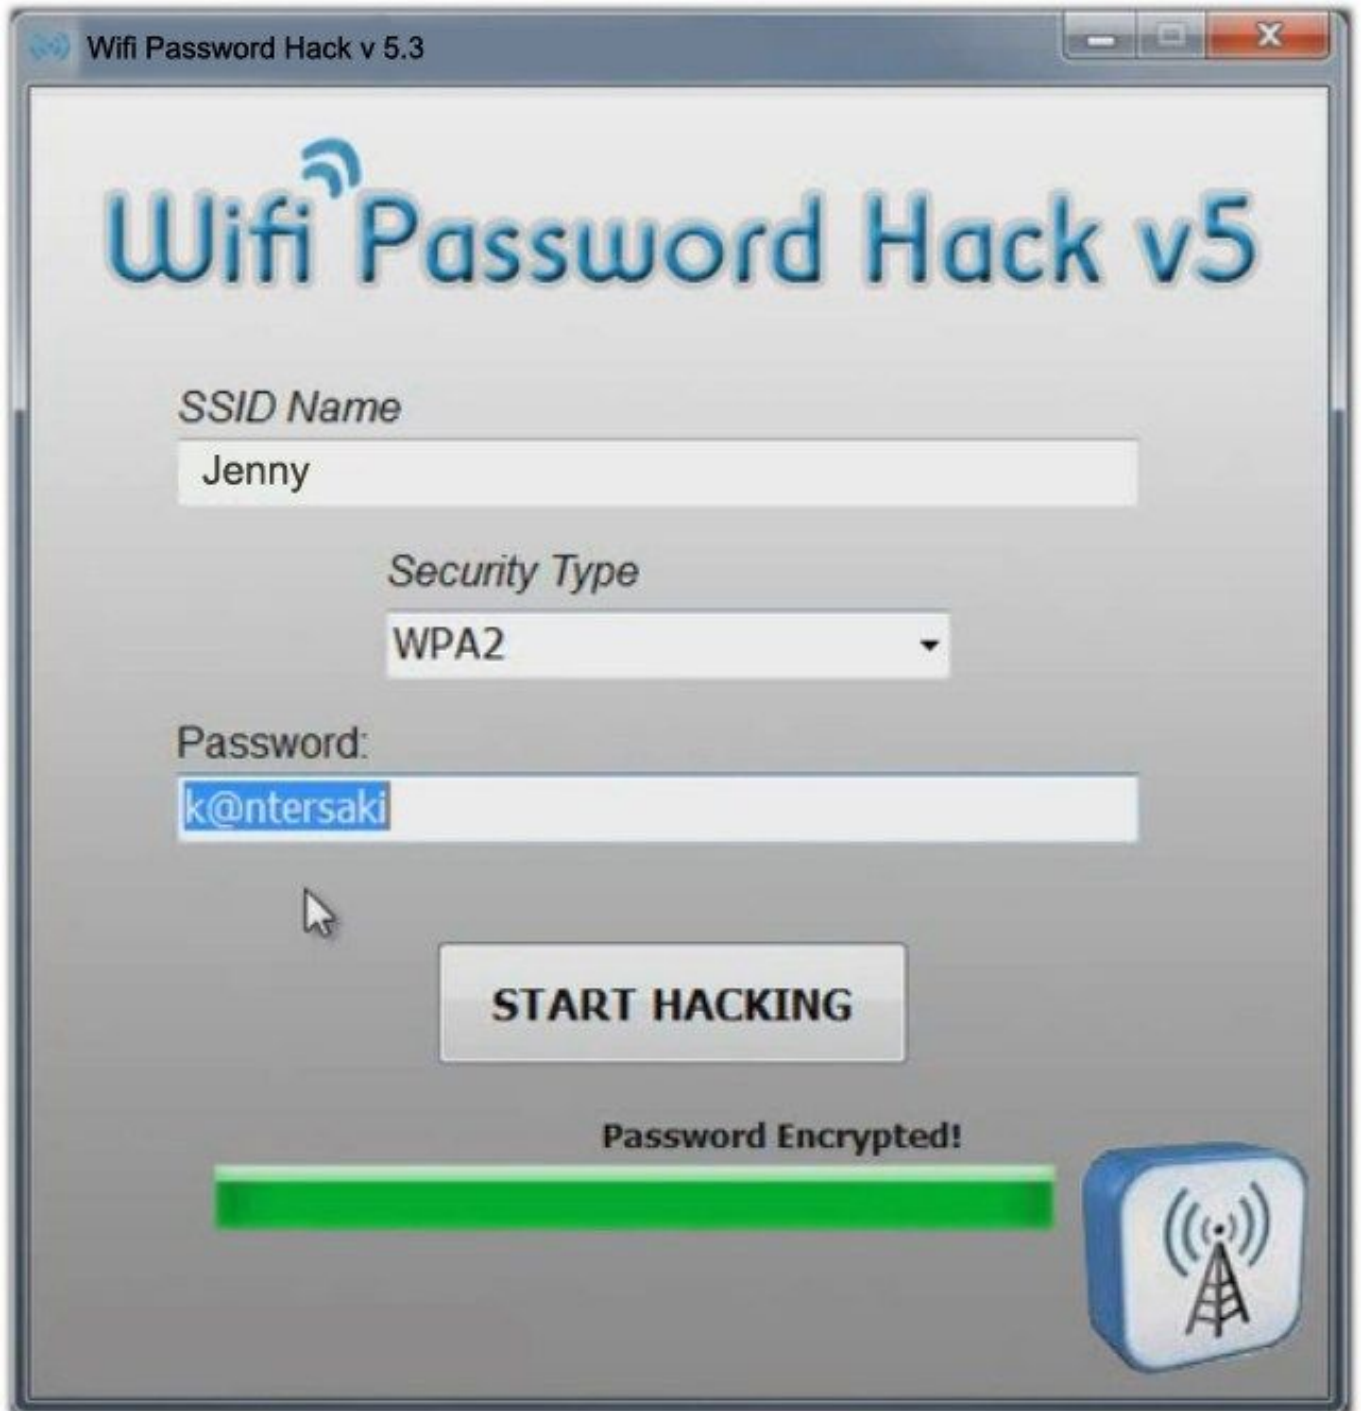 Wifi Password Hack v 5.3
Wifi Password Hack v5
SSID Name
Jenny
Security Type
WPA2
Password:
k@ntersaki
START HACKING
Password Encrypted!